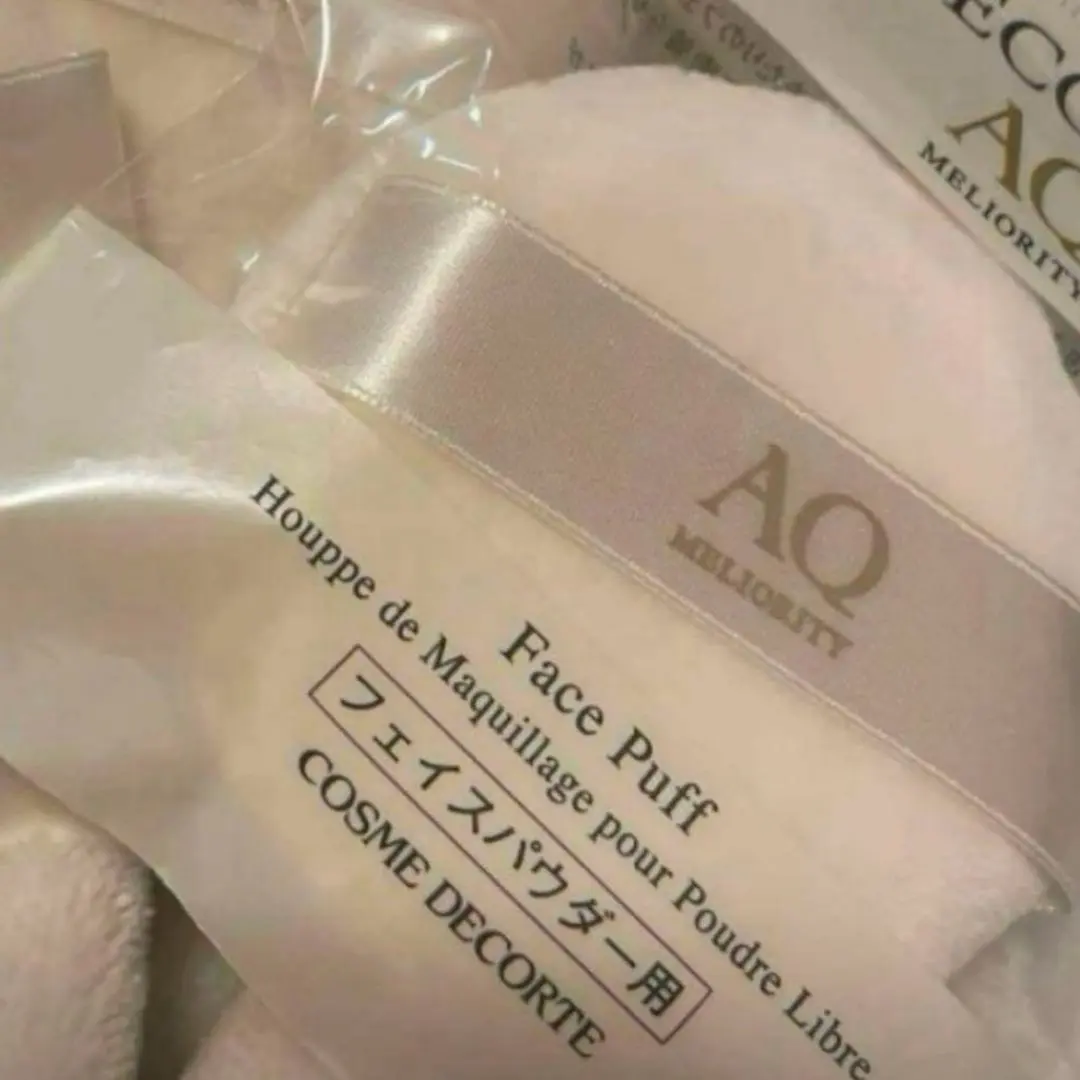 ECO
AQ
MELIORITY
AQ
MELIORITY
Face Puff
Houppe de Maquillage pour Poudre Libre
フェイスパウダー用
COSME DECORTE